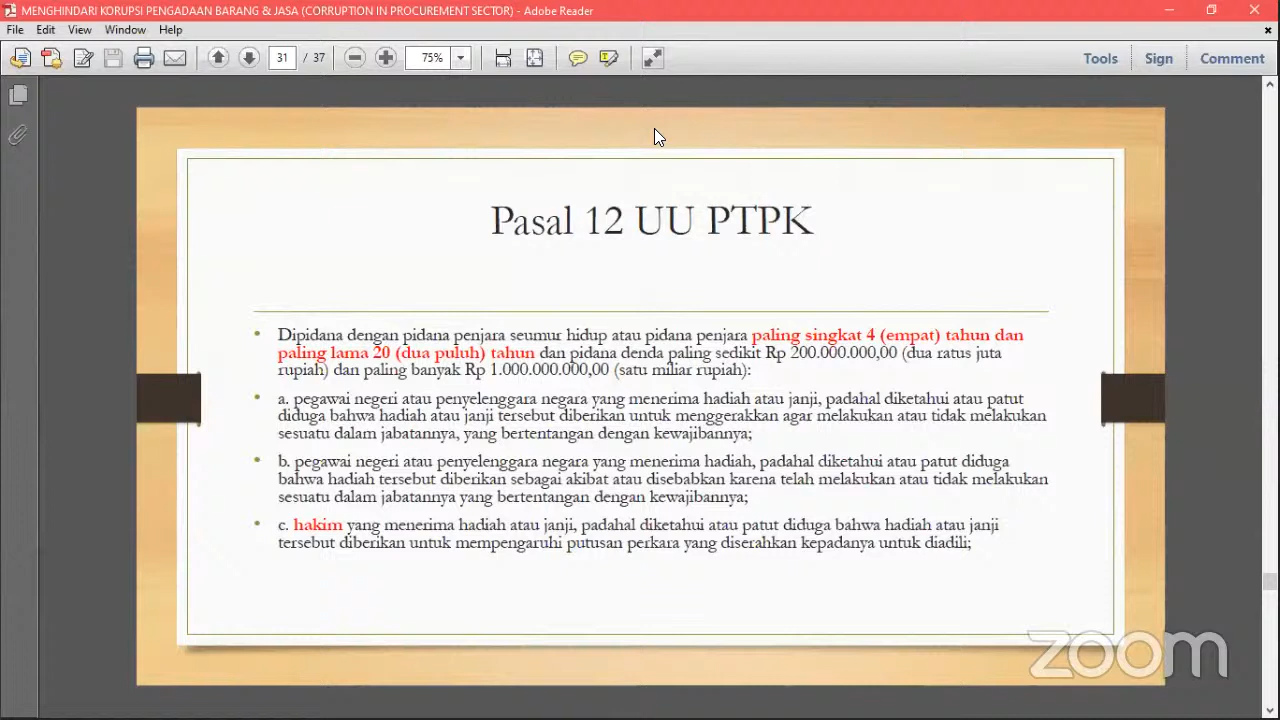 MENGHINDARI KORUPSI PENGADAAN BARANG & JASA (CORRUPTION IN PROCUREMENT SECTOR) - Adobe Reader
File Edit View Window Help
31 / 37 75% Tools Sign Comment
Pasal 12 UU PTPK
• Dipidana dengan pidana penjara seumur hidup atau pidana penjara paling singkat 4 (empat) tahun dan
paling lama 20 (dua puluh) tahun dan pidana denda paling sedikit Rp 200.000.000,00 (dua ratus juta
rupiah) dan paling banyak Rp 1.000.000.000,00 (satu miliar rupiah):
• a. pegawai negeri atau penyelenggara negara yang menerima hadiah atau janji, padahal diketahui atau patut
diduga bahwa hadiah atau janji tersebut diberikan untuk menggerakkan agar melakukan atau tidak melakukan
sesuatu dalam jabatannya, yang bertentangan dengan kewajibannya;
• b. pegawai negeri atau penyelenggara negara yang menerima hadiah, padahal diketahui atau patut diduga
bahwa hadiah tersebut diberikan sebagai akibat atau disebabkan karena telah melakukan atau tidak melakukan
sesuatu dalam jabatannya yang bertentangan dengan kewajibannya;
• c. hakim yang menerima hadiah atau janji, padahal diketahui atau patut diduga bahwa hadiah atau janji
tersebut diberikan untuk mempengaruhi putusan perkara yang diserahkan kepadanya untuk diadili;
zoom